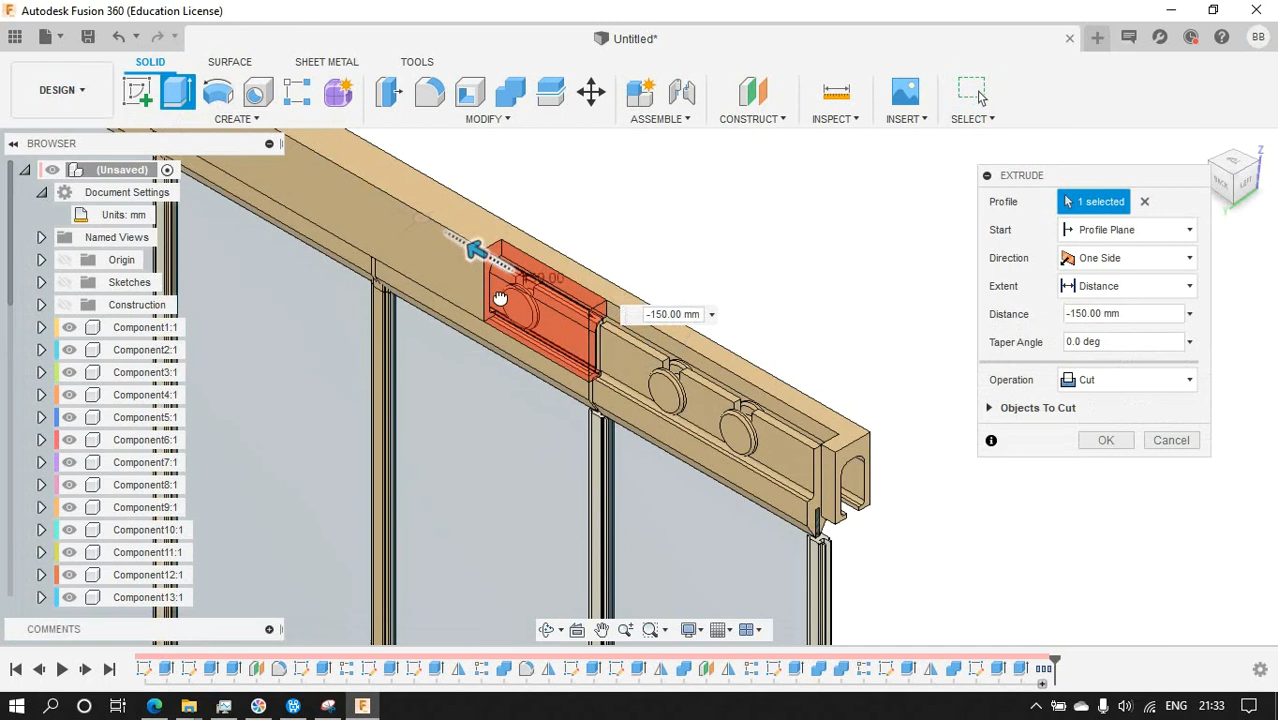 Autodesk Fusion 360 (Education License)
Untitled*
BB
DESIGN
SOLID
SURFACE
SHEET METAL
TOOLS
CREATE
MODIFY
ASSEMBLE
CONSTRUCT
INSPECT
INSERT
SELECT
BROWSER
(Unsaved)
Document Settings
Units: mm
Named Views
Origin
Sketches
Construction
Component1:1
Component2:1
Component3:1
Component4:1
Component5:1
Component6:1
Component7:1
Component8:1
Component9:1
Component10:1
Component11:1
Component12:1
Component13:1
COMMENTS
-150.00 mm
Z
BACK
LEFT
Y
EXTRUDE
Profile 1 selected
Start Profile Plane
Direction One Side
Extent Distance
Distance -150.00 mm
Taper Angle 0.0 deg
Operation Cut
Objects To Cut
OK Cancel
ENG 21:33